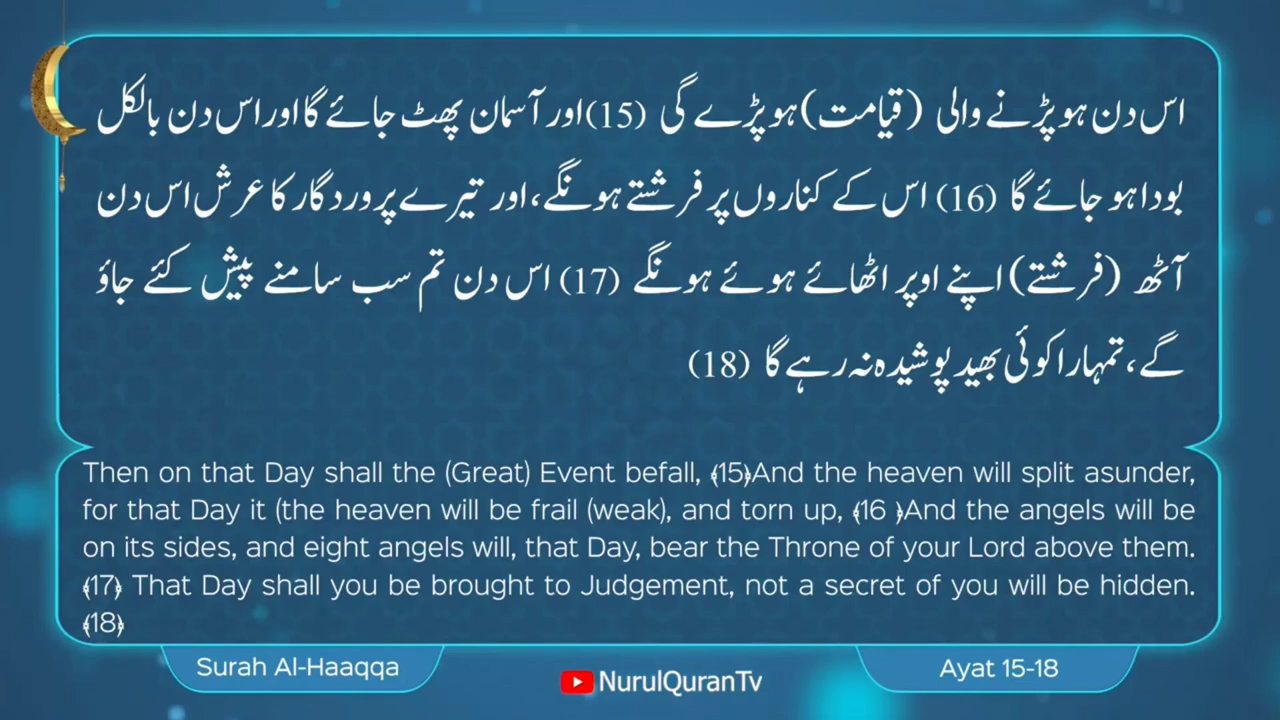 اس دن ہو پڑنے والی (قیامت) ہو پڑے گی (15) اور آسمان پھٹ جائے گا اور اس دن بالکل
بودا ہو جائے گا (16) اس کے کناروں پر فرشتے ہونگے، اور تیرے پروردگار کا عرش اس دن
آٹھ (فرشتے) اپنے اوپر اٹھائے ہوئے ہونگے (17) اس دن تم سب سامنے پیش کئے جاؤ
گے، تمہارا کوئی بھید پوشیدہ نہ رہے گا (18)
Then on that Day shall the (Great) Event befall, ﴾15﴿And the heaven will split asunder,
for that Day it (the heaven will be frail (weak), and torn up, ﴾16 ﴿And the angels will be
on its sides, and eight angels will, that Day, bear the Throne of your Lord above them.
﴾17﴿ That Day shall you be brought to Judgement, not a secret of you will be hidden.
﴾18﴿
Surah Al-Haaqqa
NurulQuranTv
Ayat 15-18